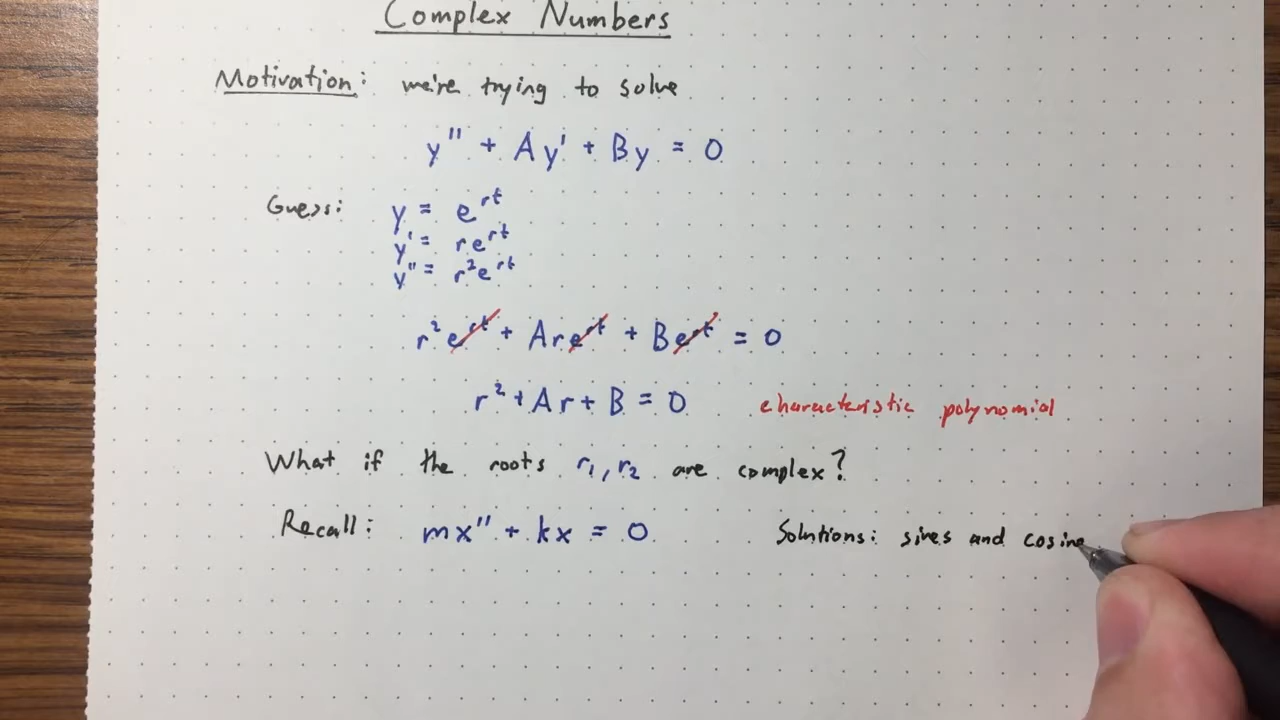 Complex Numbers
Motivation: we're trying to solve
y'' + Ay' + By = 0
Guess: y = e^{rt}
y' = re^{rt}
y'' = r²e^{rt}
r²e^{rt} + Are^{rt} + Be^{rt} = 0
r² + Ar + B = 0 characteristic polynomial
What if the roots r₁, r₂ are complex?
Recall: mx'' + kx = 0 Solutions: sines and cosine